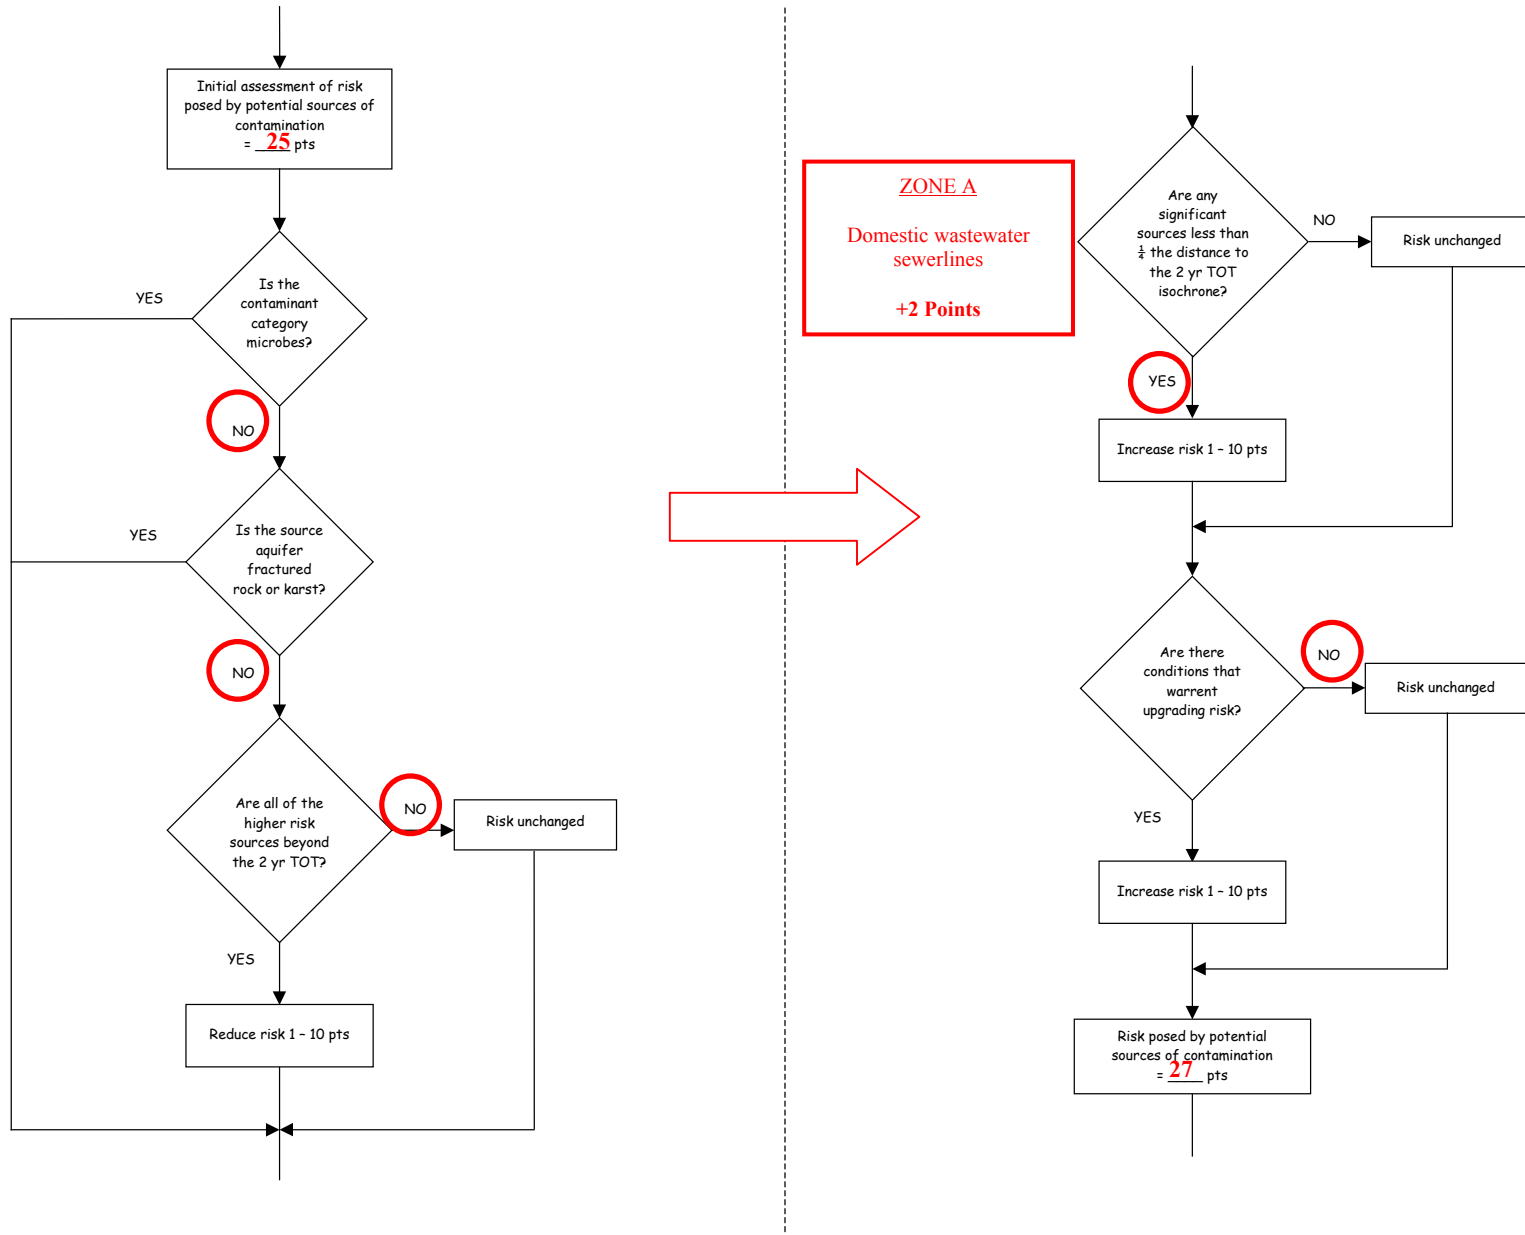 Initial assessment of risk
posed by potential sources of
contamination
= 25 pts
Is the
contaminant
category
microbes?
YES
NO
Is the source
aquifer
fractured
rock or karst?
YES
NO
Are all of the
higher risk
sources beyond
the 2 yr TOT?
NO
Risk unchanged
YES
Reduce risk 1 – 10 pts
ZONE A
Domestic wastewater
sewerlines
+2 Points
Are any
significant
sources less than
¼ the distance to
the 2 yr TOT
isochrone?
NO
Risk unchanged
YES
Increase risk 1 – 10 pts
Are there
conditions that
warrent
upgrading risk?
NO
Risk unchanged
YES
Increase risk 1 – 10 pts
Risk posed by potential
sources of contamination
= 27 pts